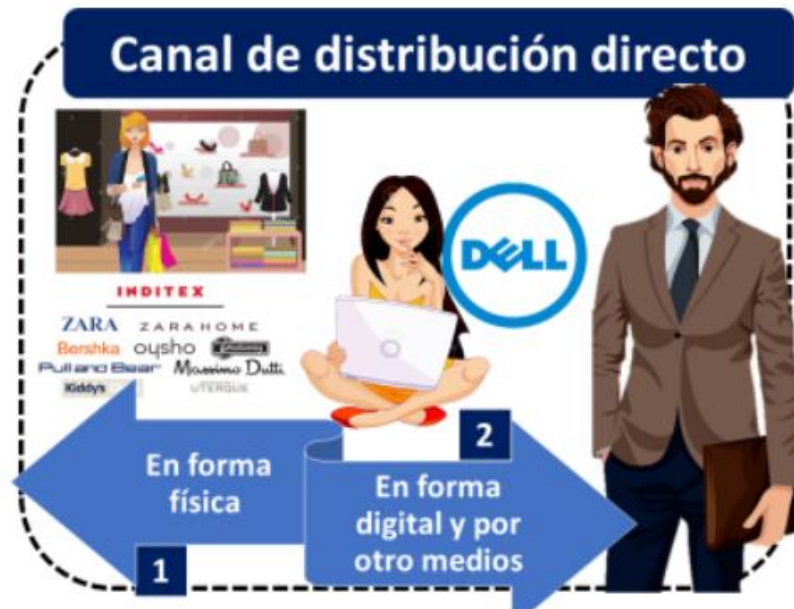 Canal de distribución directo
DELL
INDITEX
ZARA ZARA HOME
Bershka oysho
Pull and Bear Massimo Dutti
Kiddy's UTERQUE
En forma
física
1
2
En forma
digital y por
otro medios